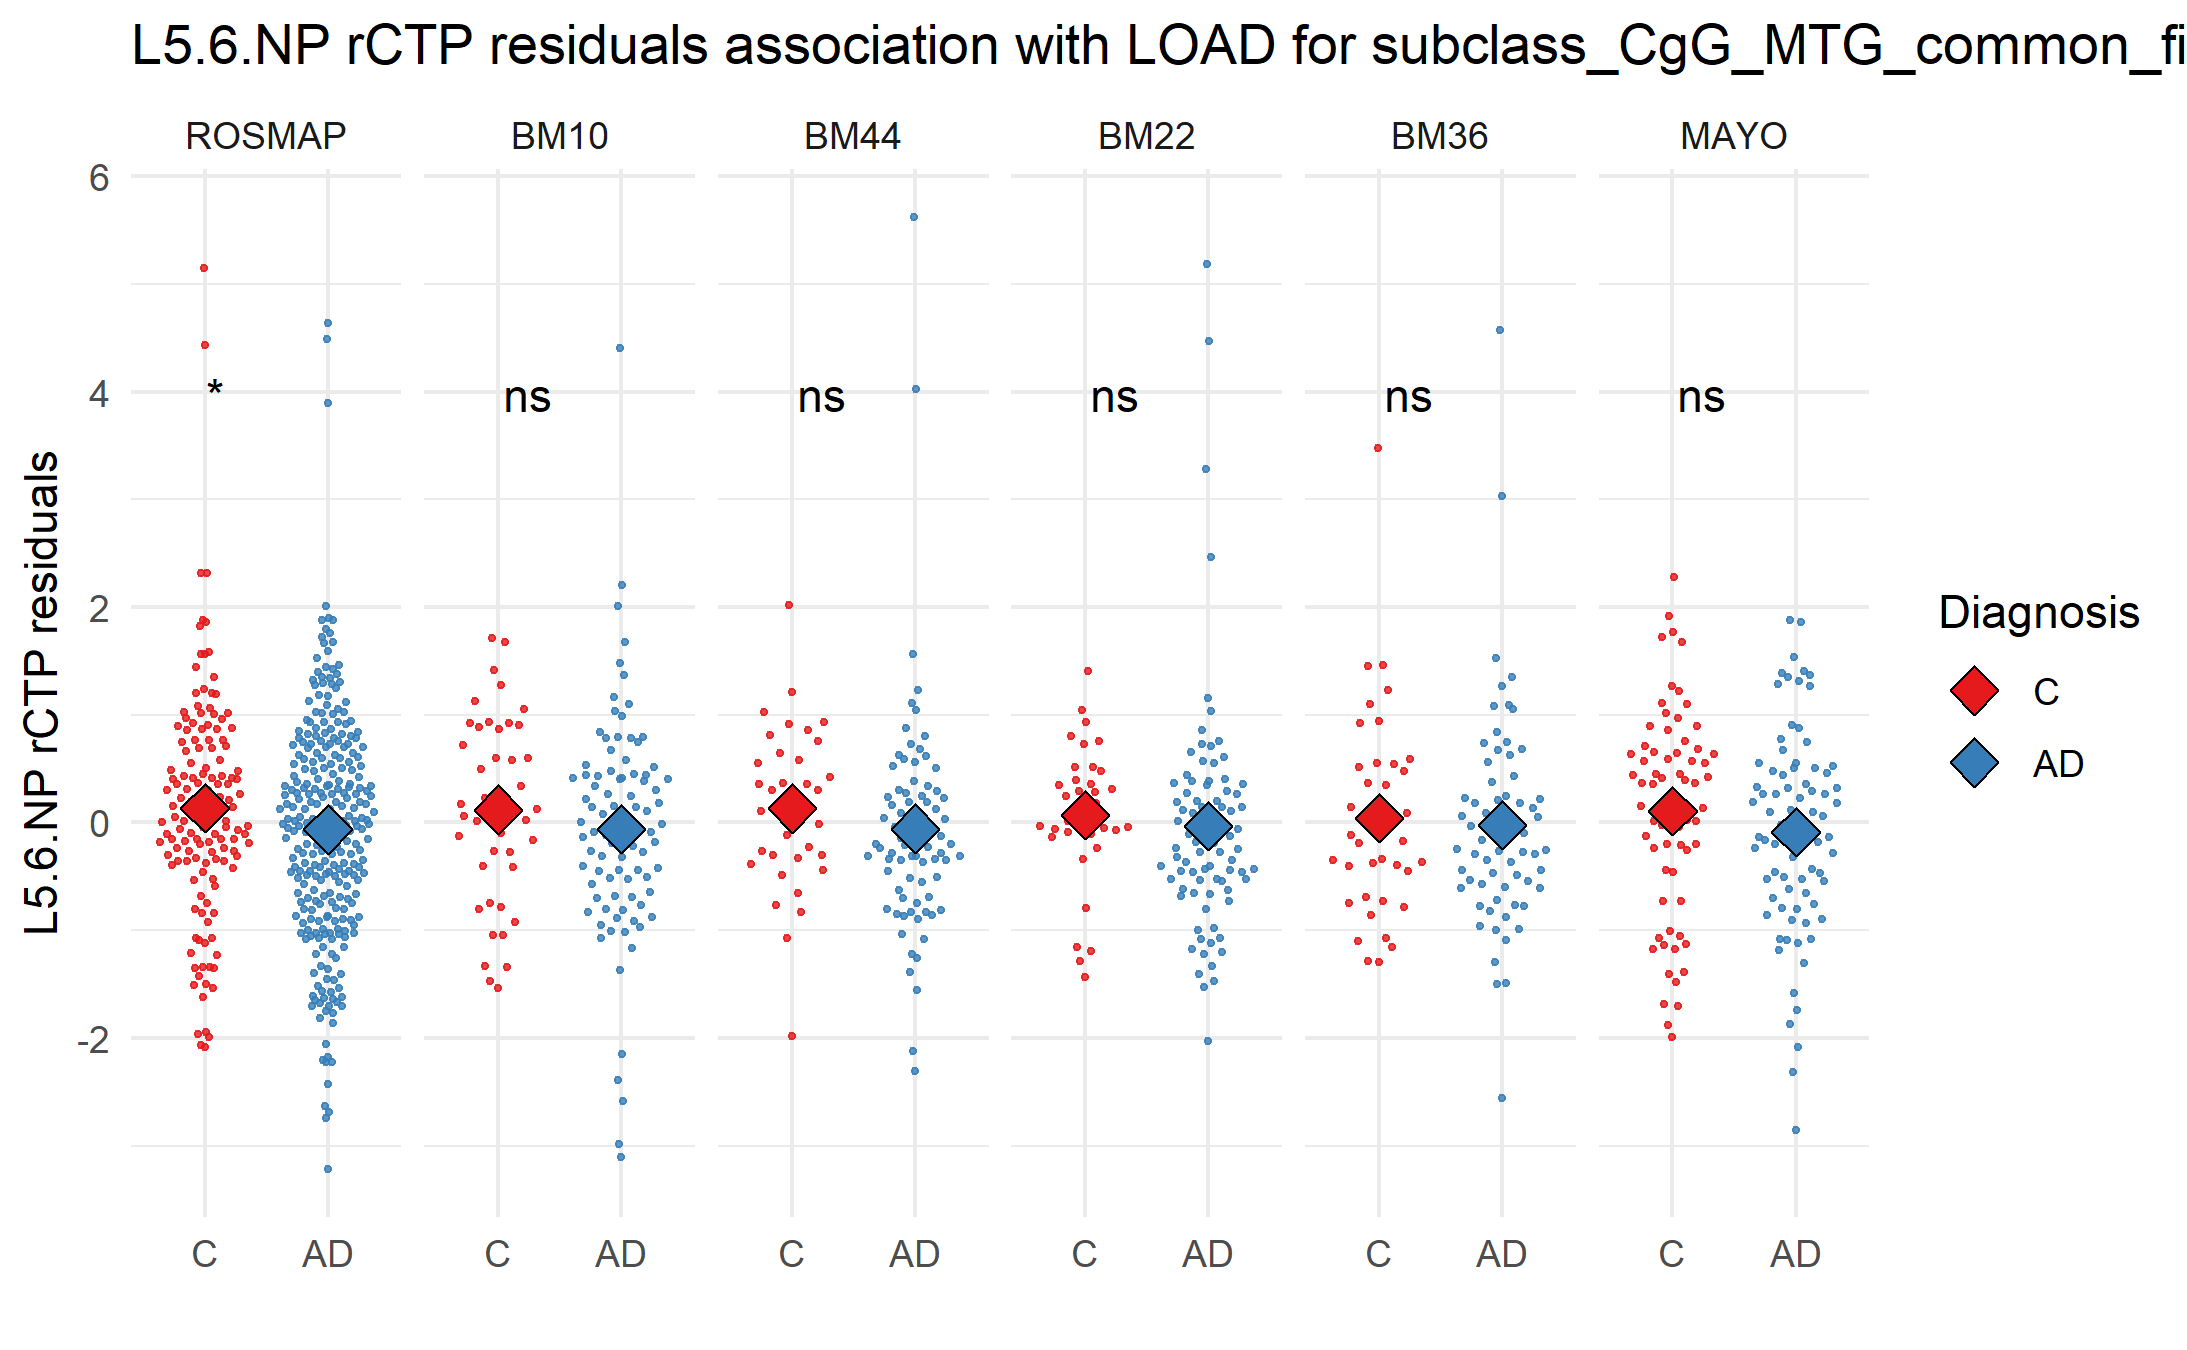 L5.6.NP rCTP residuals association with LOAD for subclass_CgG_MTG_common_fi
ROSMAP BM10 BM44 BM22 BM36 MAYO
6
4
2
0
-2
L5.6.NP rCTP residuals
* ns ns ns ns ns
C AD C AD C AD C AD C AD C AD
Diagnosis
C
AD